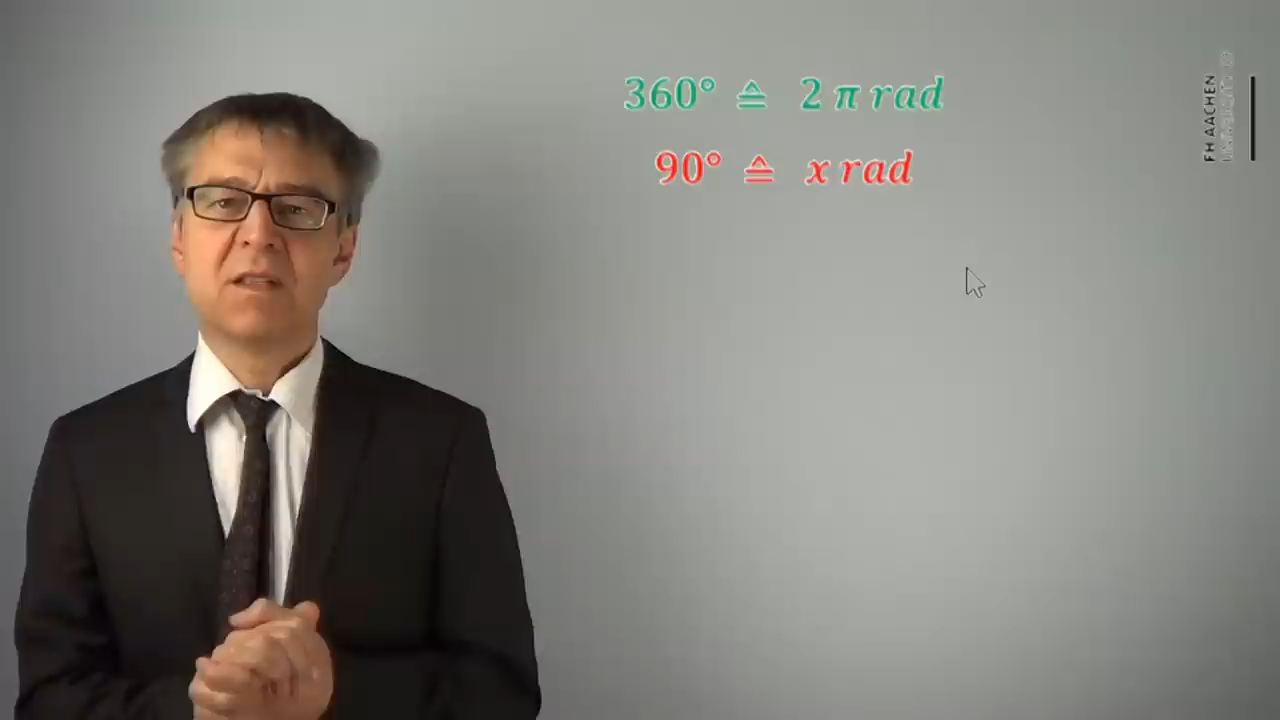 360° ≙ 2 π rad
90° ≙ x rad
FH AACHEN